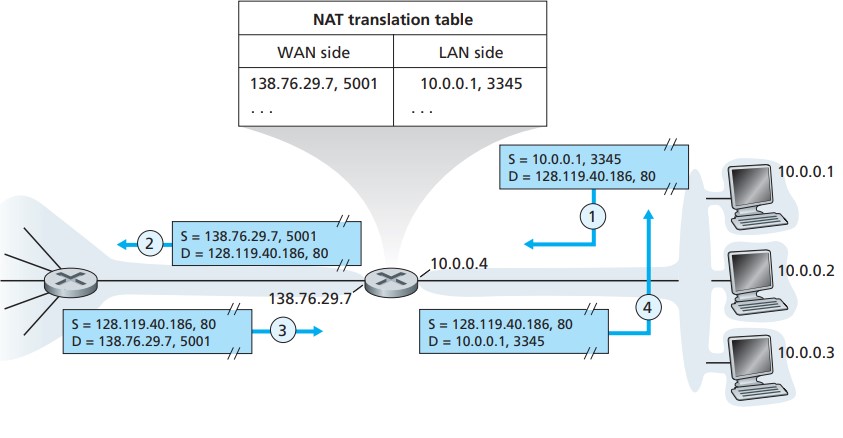 NAT translation table
WAN side LAN side
138.76.29.7, 5001 10.0.0.1, 3345
. . . . . .
S = 10.0.0.1, 3345
D = 128.119.40.186, 80
10.0.0.1
1
2
S = 138.76.29.7, 5001
D = 128.119.40.186, 80
10.0.0.4
10.0.0.2
138.76.29.7
4
S = 128.119.40.186, 80
D = 138.76.29.7, 5001
3
S = 128.119.40.186, 80
D = 10.0.0.1, 3345
10.0.0.3